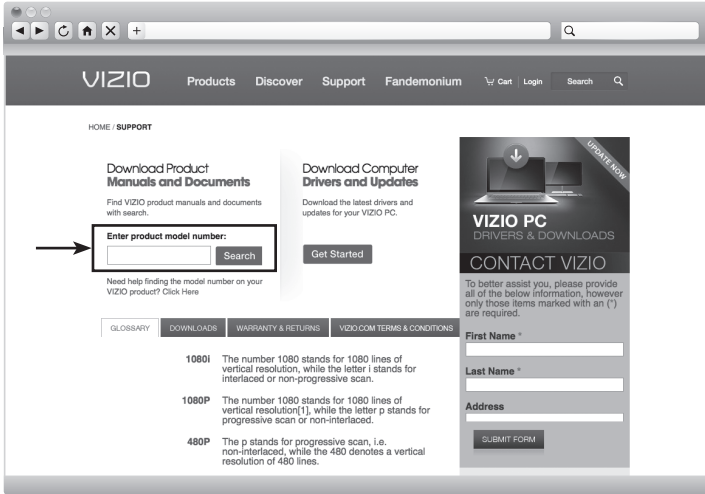 VIZIO
Products Discover Support Fandemonium Cart Login Search
HOME / SUPPORT
Download Product
Manuals and Documents
Find VIZIO product manuals and documents
with search.
Enter product model number:
Search
Need help finding the model number on your
VIZIO product? Click Here
Download Computer
Drivers and Updates
Download the latest drivers and
updates for your VIZIO PC.
Get Started
UPDATE NOW
VIZIO PC
DRIVERS & DOWNLOADS
CONTACT VIZIO
To better assist you, please provide
all of the below information, however
only those items marked with an (*)
are required.
First Name *
Last Name *
Address
SUBMIT FORM
GLOSSARY DOWNLOADS WARRANTY & RETURNS VIZIO.COM TERMS & CONDITIONS
1080i The number 1080 stands for 1080 lines of
vertical resolution, while the letter i stands for
interlaced or non-progressive scan.
1080P The number 1080 stands for 1080 lines of
vertical resolution[1], while the letter p stands for
progressive scan or non-interlaced.
480P The p stands for progressive scan, i.e.
non-interlaced, while the 480 denotes a vertical
resolution of 480 lines.